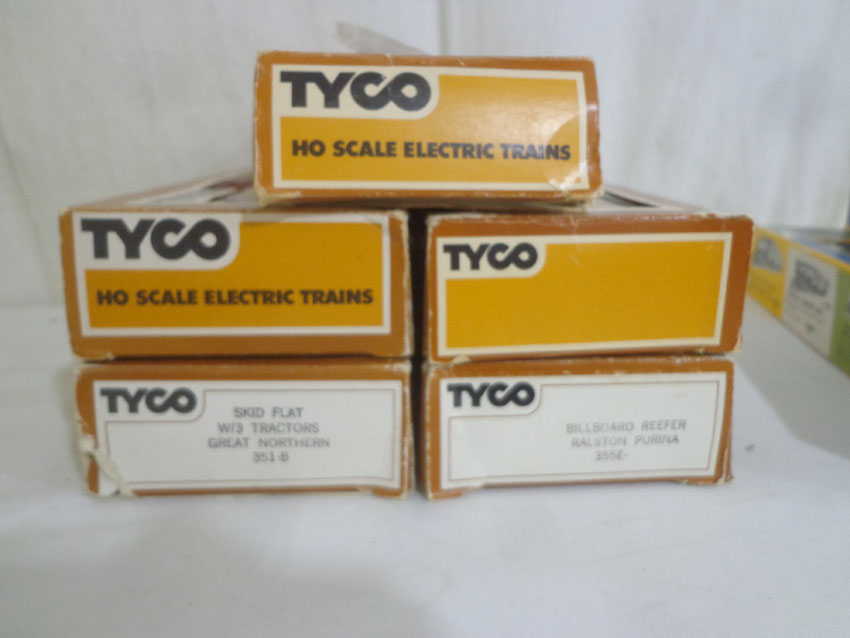 TYCO
HO SCALE ELECTRIC TRAINS
TYCO
HO SCALE ELECTRIC TRAINS
TYCO
TYCO
SKID FLAT
W/3 TRACTORS
GREAT NORTHERN
351-B
TYCO
BILLBOARD REEFER
RALSTON PURINA
355E-